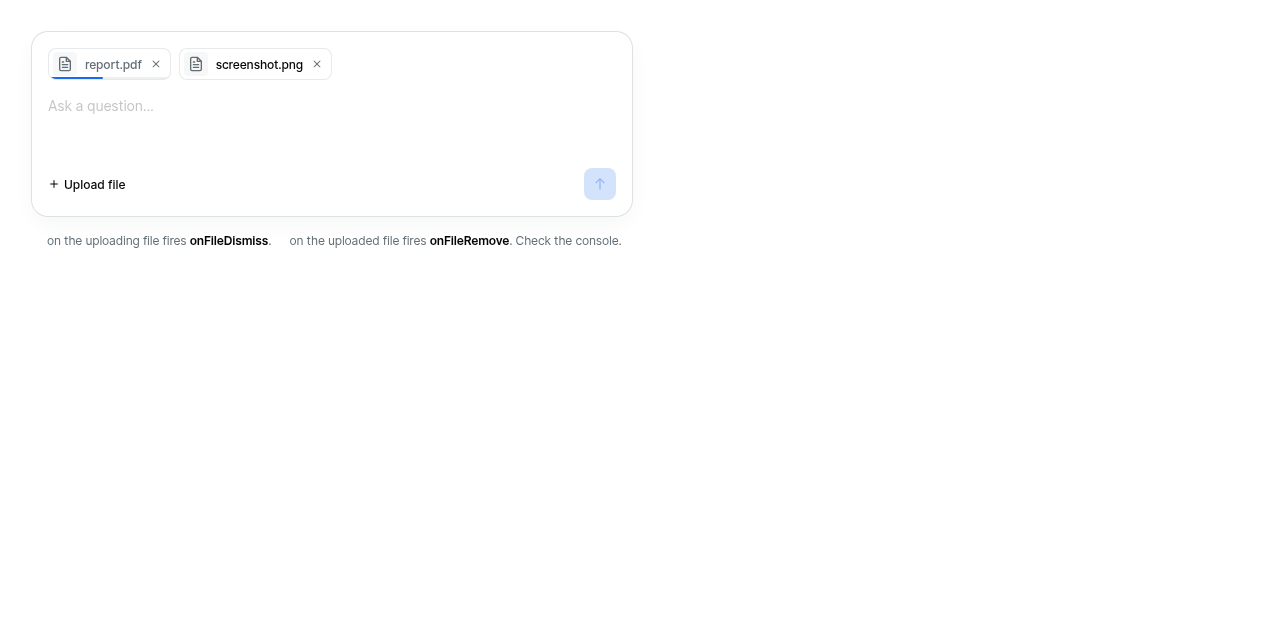 report.pdf
screenshot.png
Ask a question...
Upload file
on the uploading file fires onFileDismiss. on the uploaded file fires onFileRemove. Check the console.